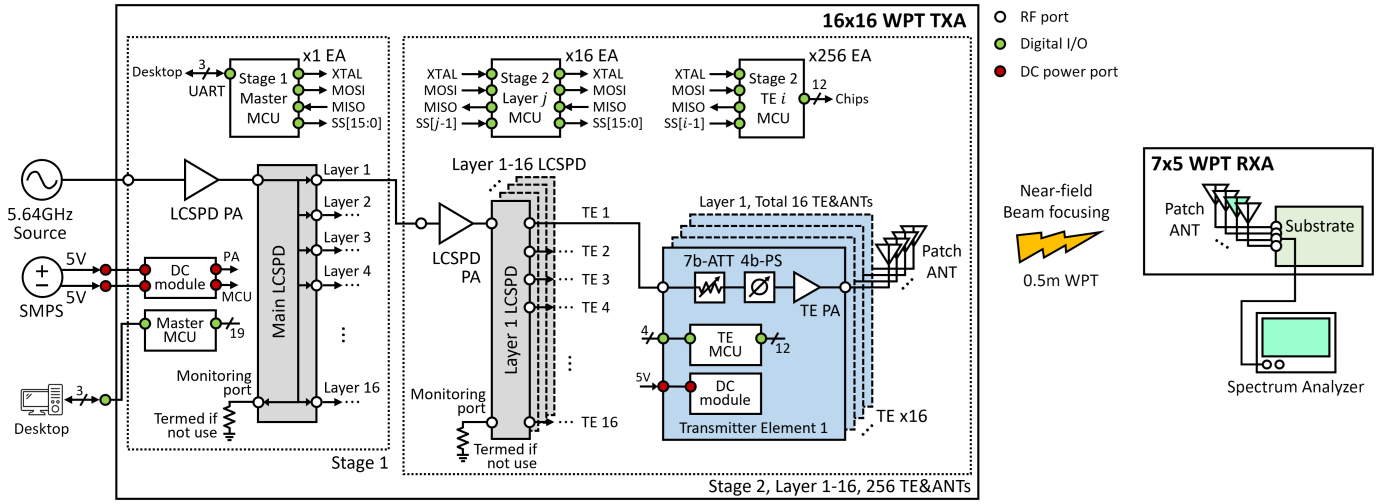 16x16 WPT TXA
RF port
Digital I/O
DC power port
x1 EA
Desktop
3
UART
Stage 1
Master
MCU
XTAL
MOSI
MISO
SS[15:0]
x16 EA
XTAL
MOSI
MISO
SS[j-1]
Stage 2
Layer j
MCU
XTAL
MOSI
MISO
SS[15:0]
x256 EA
XTAL
MOSI
MISO
SS[i-1]
Stage 2
TE i
MCU
12
Chips
5.64GHz
Source
LCSPD PA
Main LCSPD
Layer 1
Layer 2
Layer 3
Layer 4
Layer 16
5V
5V
SMPS
DC
module
PA
MCU
Master
MCU
19
Monitoring
port
Termed if
not use
3
Desktop
Stage 1
Layer 1-16 LCSPD
LCSPD
PA
Layer 1 LCSPD
TE 1
TE 2
TE 3
TE 4
TE 16
Monitoring
port
Termed if
not use
Layer 1, Total 16 TE&ANTs
7b-ATT
4b-PS
TE PA
Patch
ANT
4
TE
MCU
12
5V
DC
module
Transmitter Element 1
TE x16
Stage 2, Layer 1-16, 256 TE&ANTs
Near-field
Beam focusing
0.5m WPT
7x5 WPT RXA
Patch
ANT
Substrate
Spectrum Analyzer